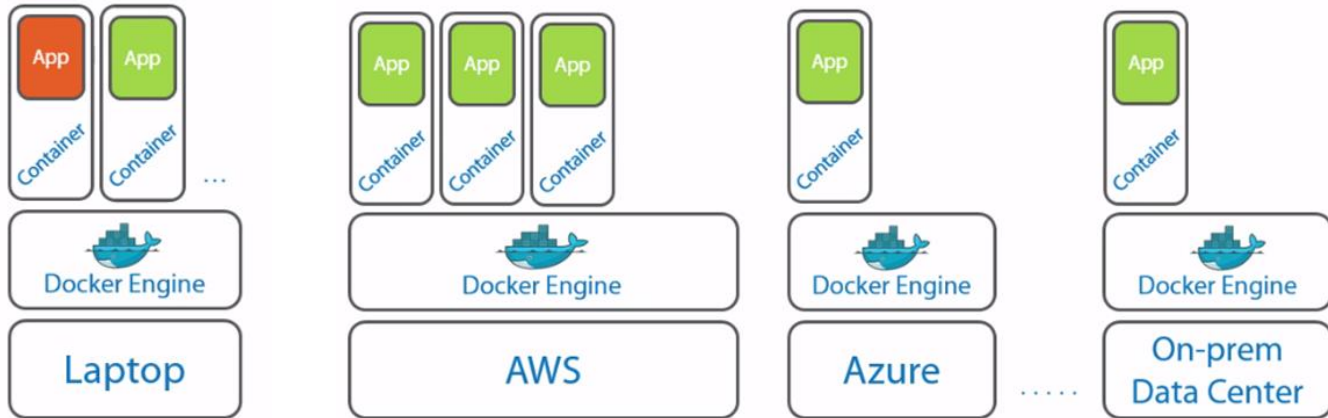 App
App
App
App
App
App
App
Container
Container
...
Container
Container
Container
Container
Container
Docker Engine
Docker Engine
Docker Engine
Docker Engine
Laptop
AWS
Azure
.....
On-prem
Data Center